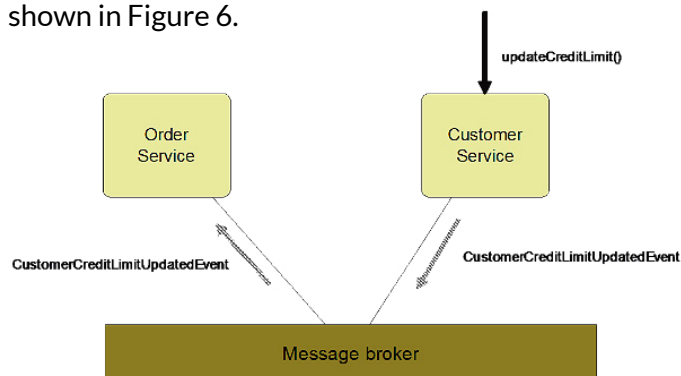 shown in Figure 6.
updateCreditLimit()
Order
Service
Customer
Service
CustomerCreditLimitUpdatedEvent
CustomerCreditLimitUpdatedEvent
Message broker